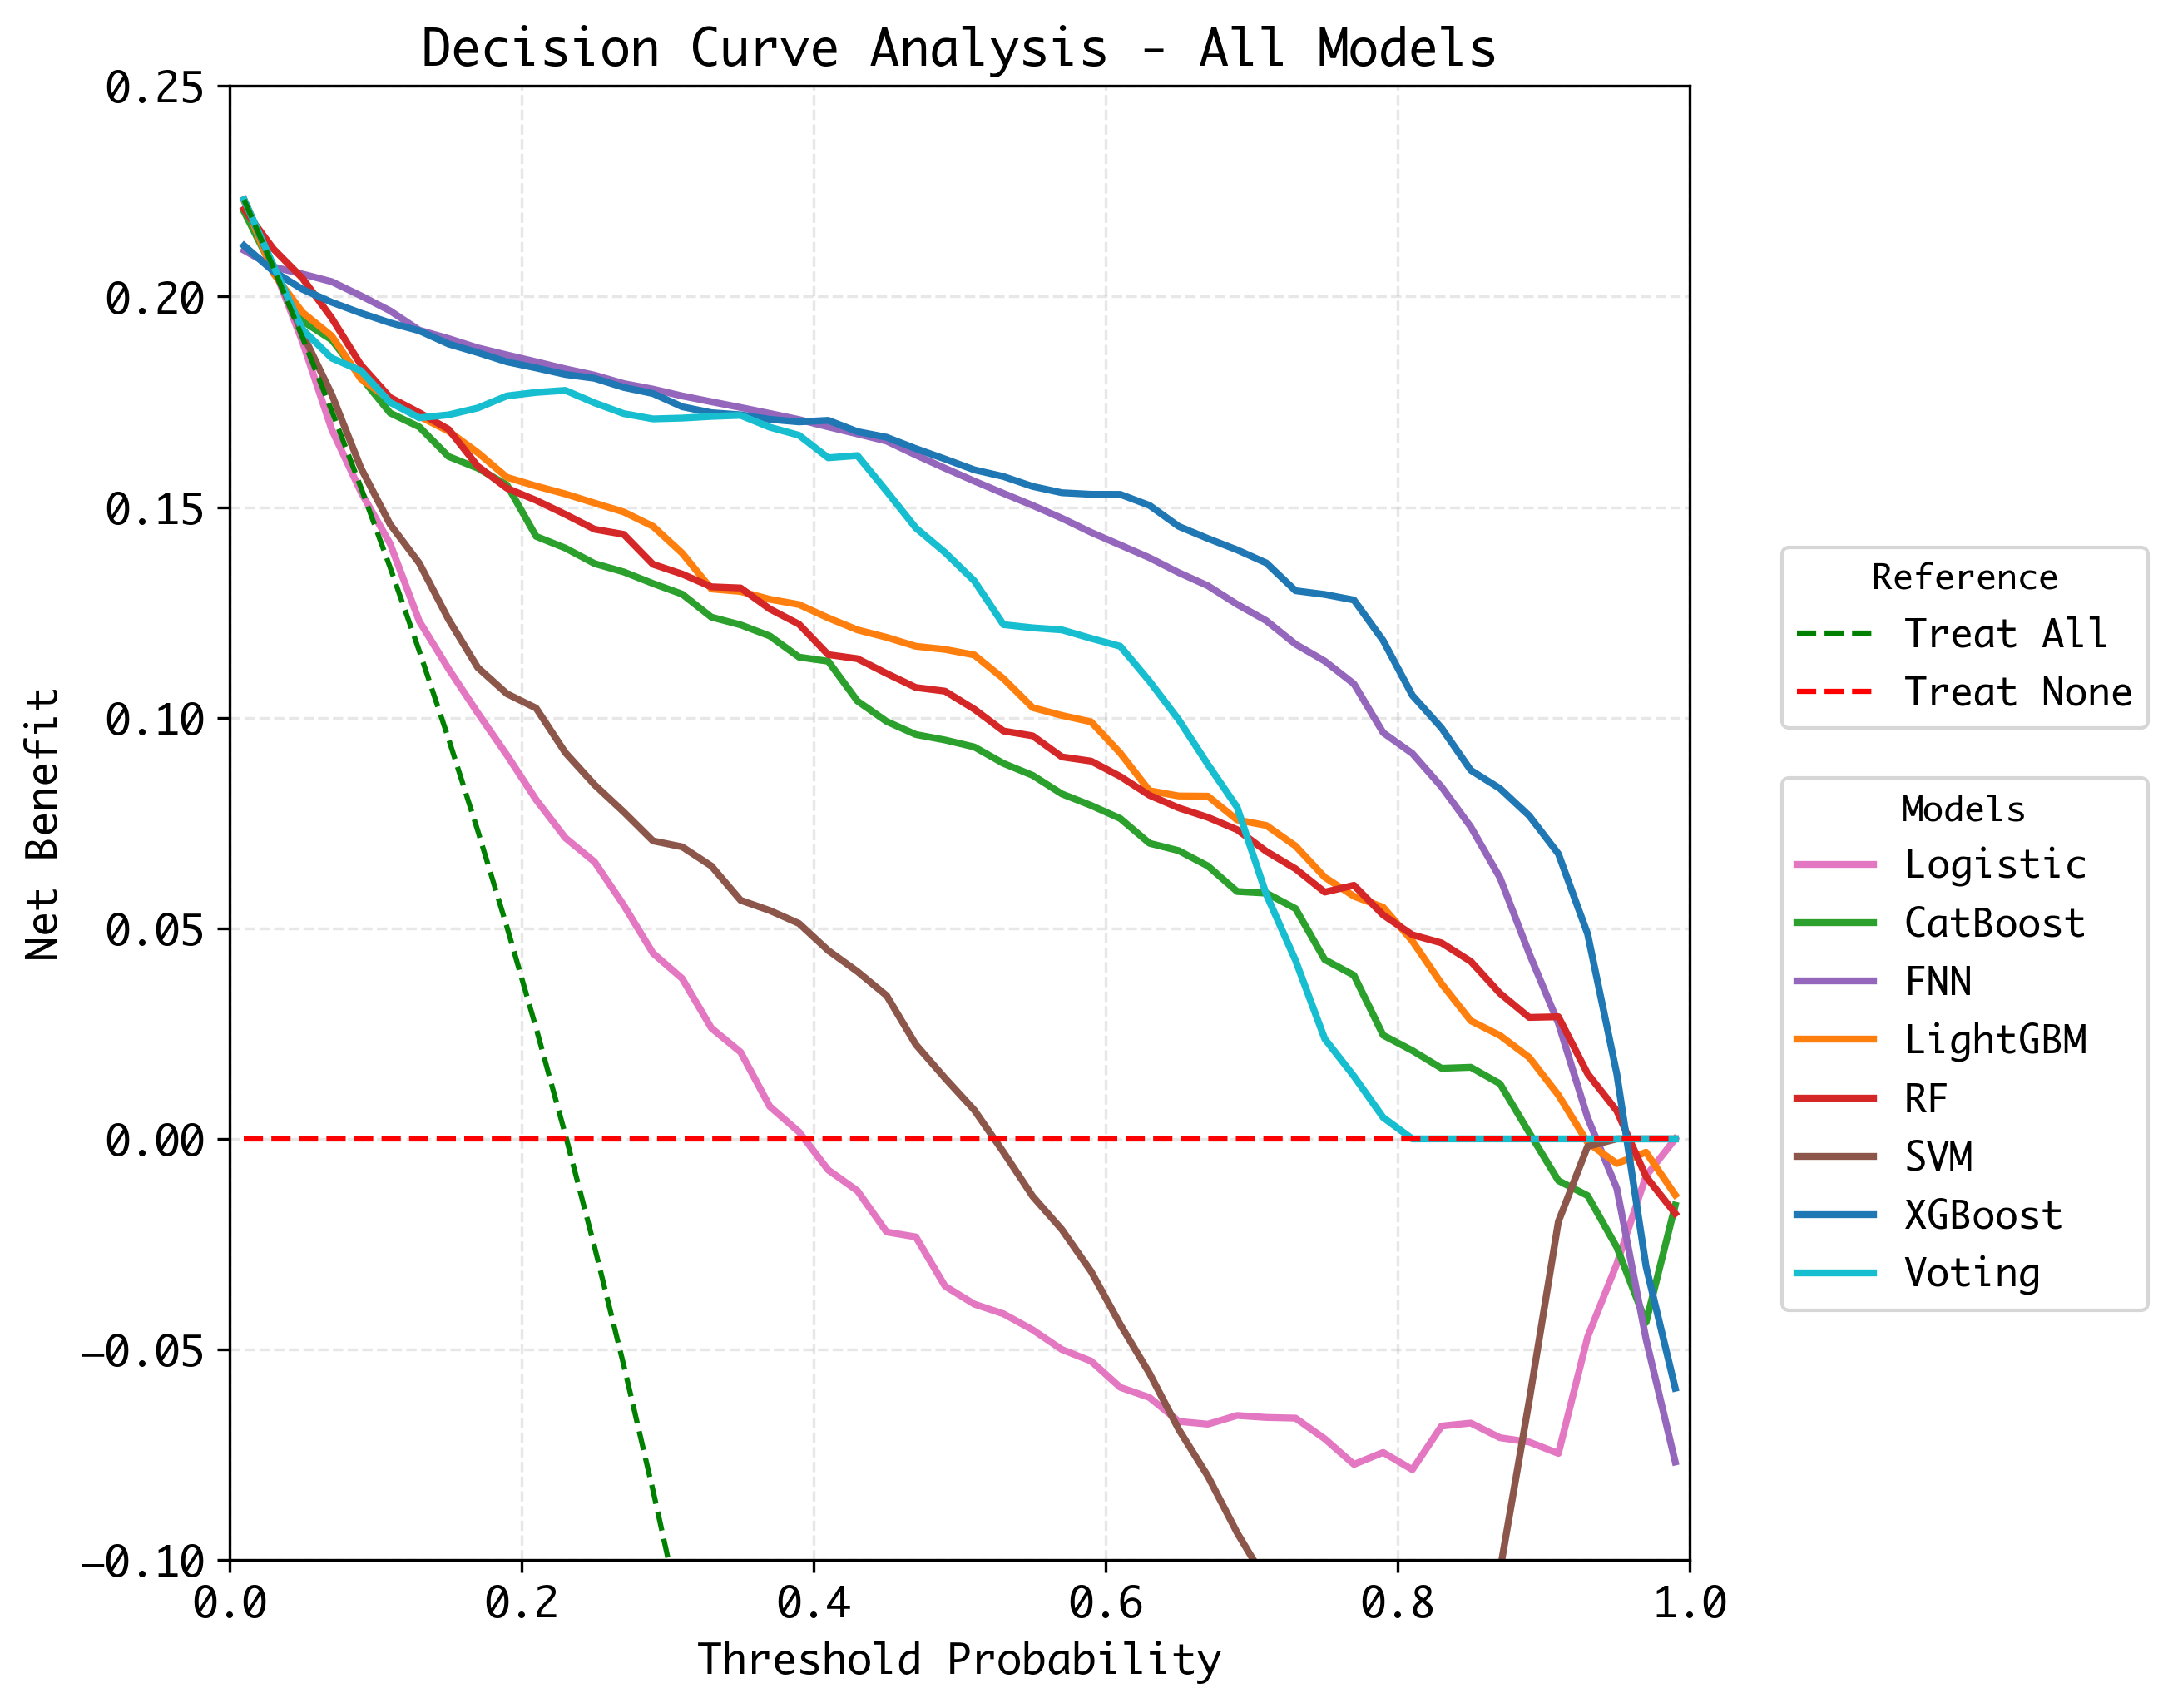 Decision Curve Analysis - All Models
0.25
0.20
0.15
0.10
0.05
0.00
−0.05
−0.10
Net Benefit
0.0
0.2
0.4
0.6
0.8
1.0
Threshold Probability
Reference
Treat All
Treat None
Models
Logistic
CatBoost
FNN
LightGBM
RF
SVM
XGBoost
Voting